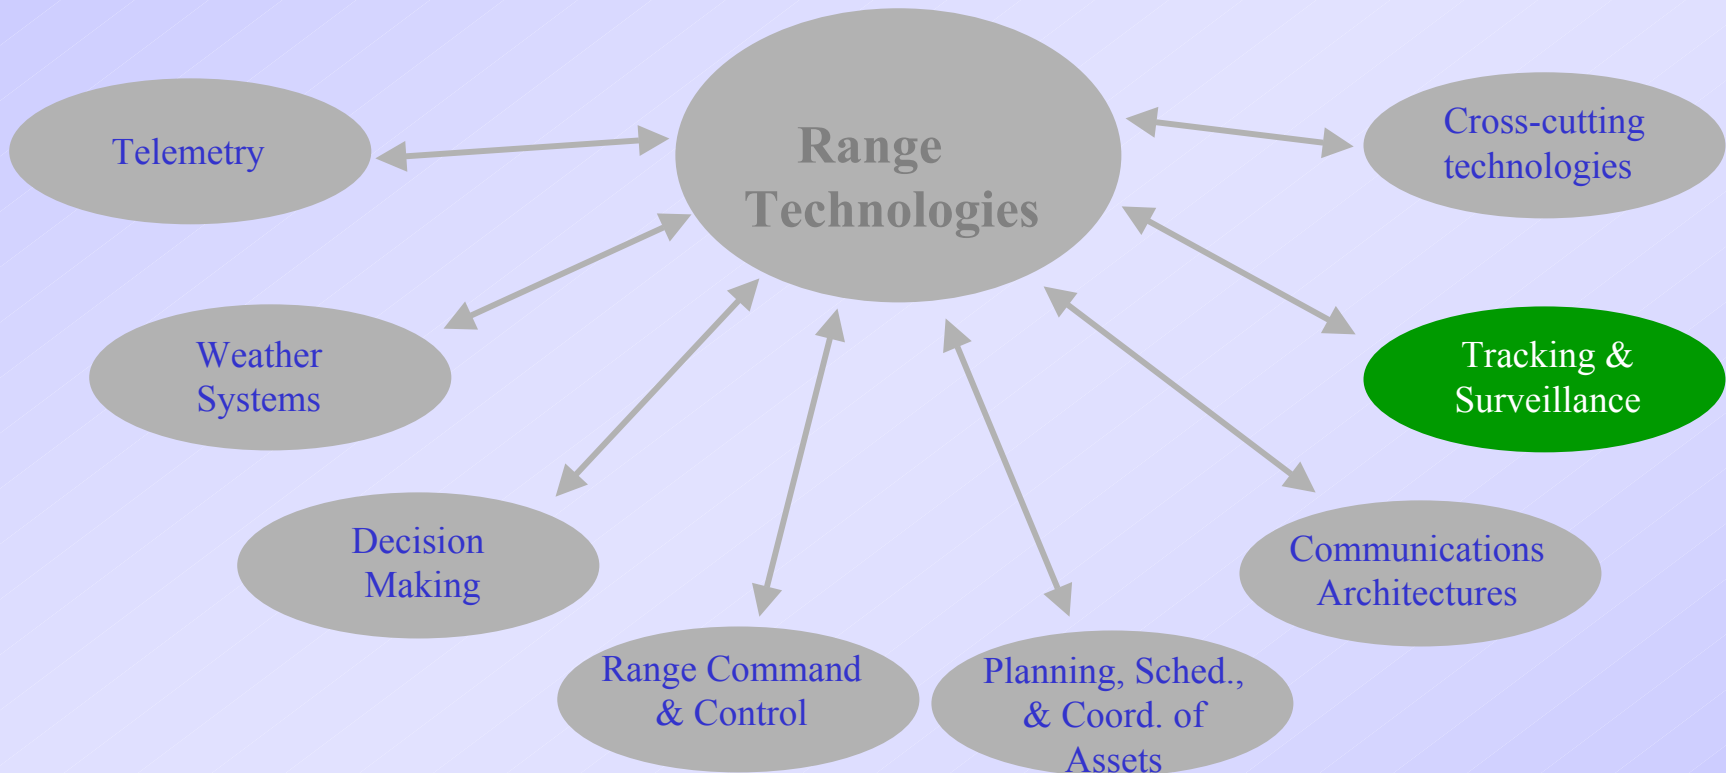 Range
Technologies
Telemetry
Cross-cutting
technologies
Weather
Systems
Tracking &
Surveillance
Decision
Making
Communications
Architectures
Range Command
& Control
Planning, Sched.,
& Coord. of
Assets